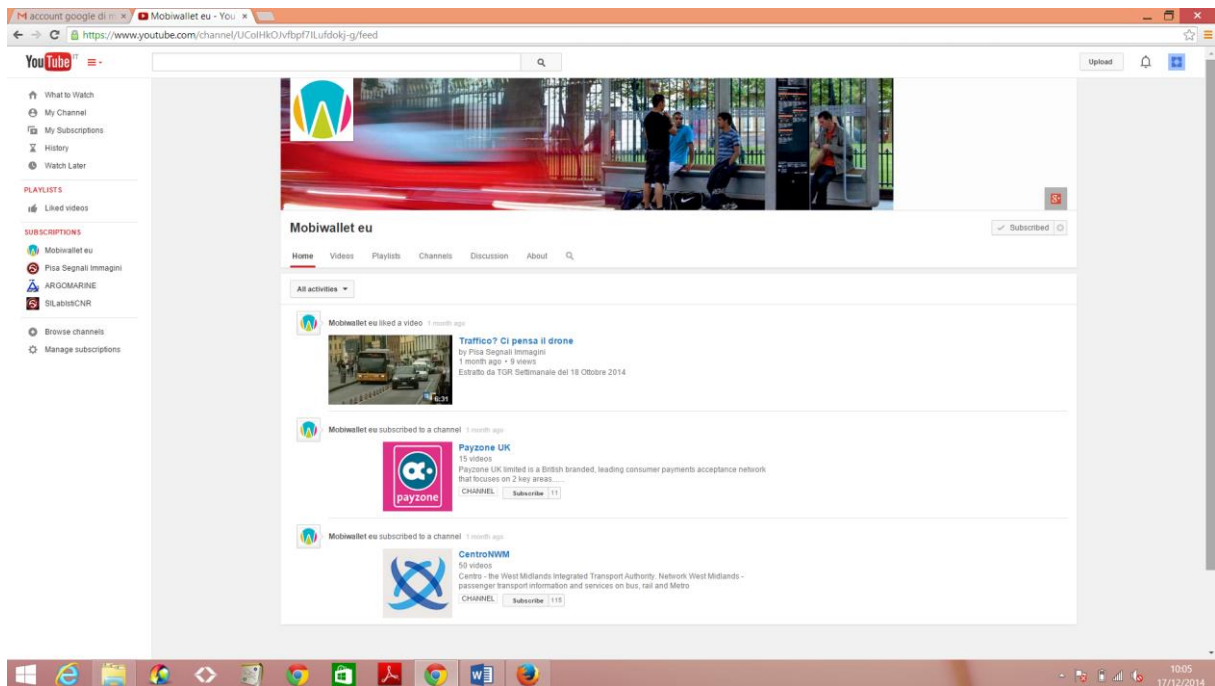 account google di m
Mobiwallet eu - You
https://www.youtube.com/channel/UCoIHkOJvfbpf7ILufdokj-g/feed
YouTube IT
Upload
What to Watch
My Channel
My Subscriptions
History
Watch Later
PLAYLISTS
Liked videos
SUBSCRIPTIONS
Mobiwallet eu
Pisa Segnali Immagini
ARGOMARINE
SILabIstiCNR
Browse channels
Manage subscriptions
Mobiwallet eu
Subscribed
Home Videos Playlists Channels Discussion About
All activities
Mobiwallet eu liked a video 1 month ago
Traffico? Ci pensa il drone
by Pisa Segnali Immagini
1 month ago • 9 views
Estratto da TGR Settimanale del 18 Ottobre 2014
6:31
Mobiwallet eu subscribed to a channel 1 month ago
payzone
Payzone UK
15 videos
Payzone UK limited is a British branded, leading consumer payments acceptance network
that focuses on 2 key areas......
CHANNEL Subscribe 11
Mobiwallet eu subscribed to a channel 1 month ago
CentroNWM
50 videos
Centro - the West Midlands Integrated Transport Authority. Network West Midlands -
passenger transport information and services on bus, rail and Metro
CHANNEL Subscribe 115
10:05
17/12/2014